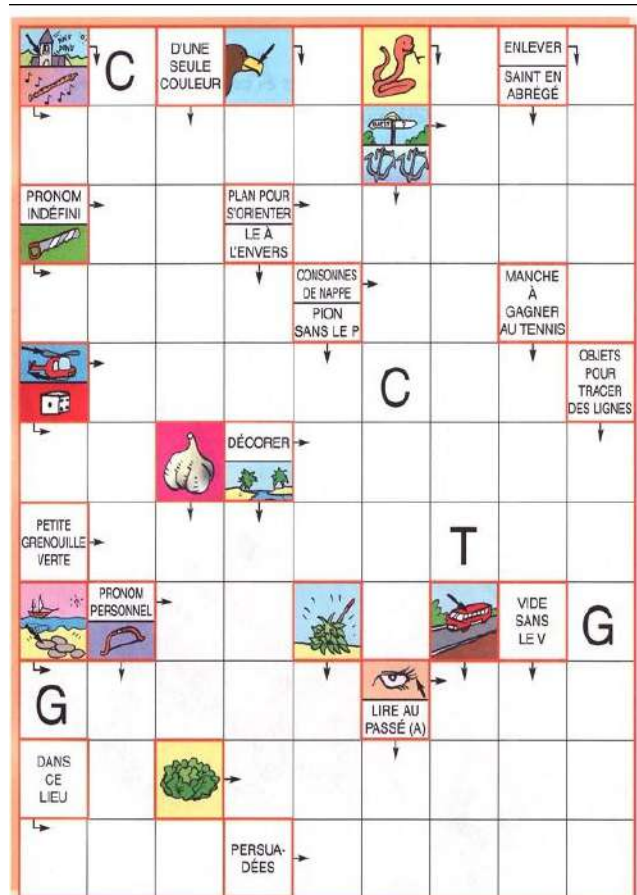 C
D'UNE
SEULE
COULEUR
ENLEVER
SAINT EN
ABRÉGÉ
PRONOM
INDÉFINI
PLAN POUR
S'ORIENTER
LE À
L'ENVERS
CONSONNES
DE NAPPE
PION
SANS LE P
MANCHE
À
GAGNER
AU TENNIS
C
OBJETS
POUR
TRACER
DES LIGNES
DÉCORER
PETITE
GRENOUILLE
VERTE
T
PRONOM
PERSONNEL
VIDE
SANS
LE V
G
G
LIRE AU
PASSÉ (A)
DANS
CE
LIEU
PERSUA-
DÉES